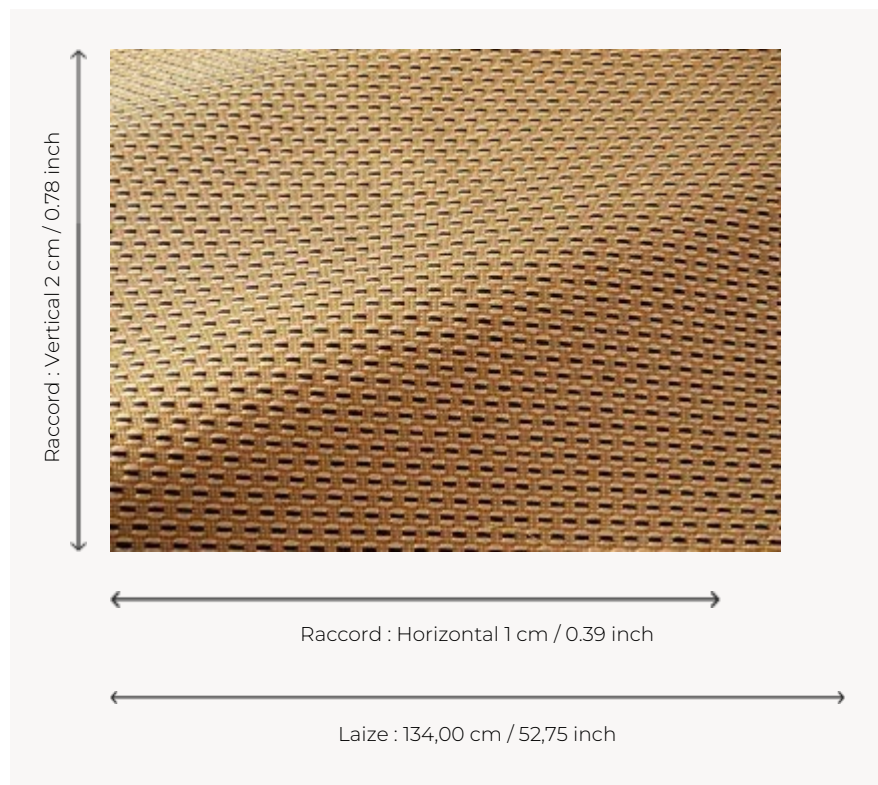 Raccord : Vertical 2 cm / 0.78 inch
Raccord : Horizontal 1 cm / 0.39 inch
Laize : 134,00 cm / 52,75 inch